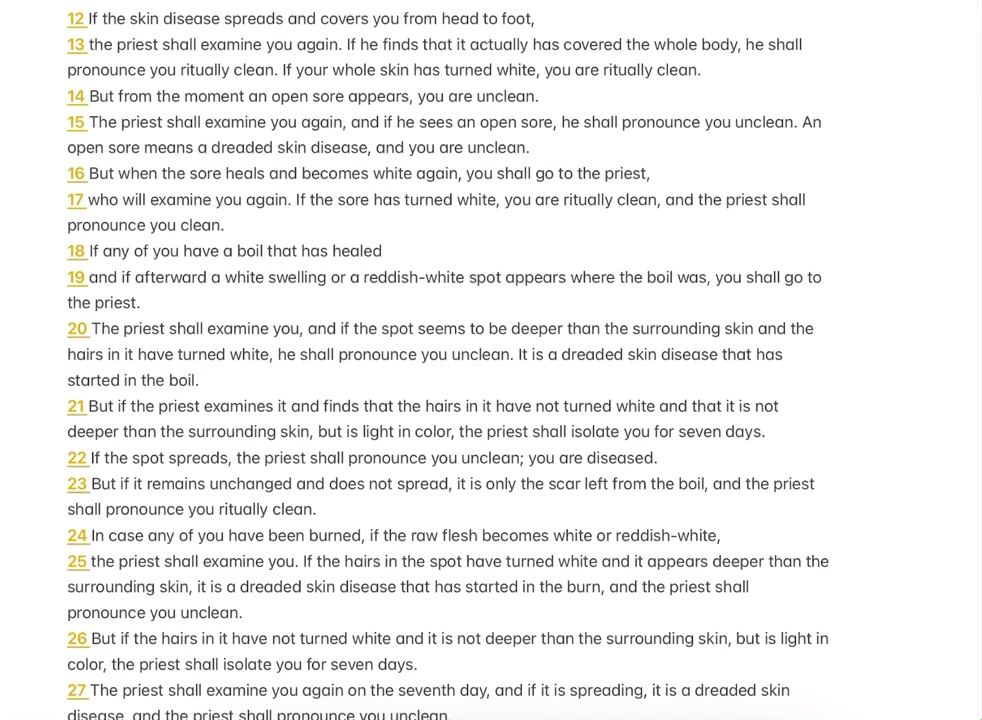 12 If the skin disease spreads and covers you from head to foot,
13 the priest shall examine you again. If he finds that it actually has covered the whole body, he shall
pronounce you ritually clean. If your whole skin has turned white, you are ritually clean.
14 But from the moment an open sore appears, you are unclean.
15 The priest shall examine you again, and if he sees an open sore, he shall pronounce you unclean. An
open sore means a dreaded skin disease, and you are unclean.
16 But when the sore heals and becomes white again, you shall go to the priest,
17 who will examine you again. If the sore has turned white, you are ritually clean, and the priest shall
pronounce you clean.
18 If any of you have a boil that has healed
19 and if afterward a white swelling or a reddish-white spot appears where the boil was, you shall go to
the priest.
20 The priest shall examine you, and if the spot seems to be deeper than the surrounding skin and the
hairs in it have turned white, he shall pronounce you unclean. It is a dreaded skin disease that has
started in the boil.
21 But if the priest examines it and finds that the hairs in it have not turned white and that it is not
deeper than the surrounding skin, but is light in color, the priest shall isolate you for seven days.
22 If the spot spreads, the priest shall pronounce you unclean; you are diseased.
23 But if it remains unchanged and does not spread, it is only the scar left from the boil, and the priest
shall pronounce you ritually clean.
24 In case any of you have been burned, if the raw flesh becomes white or reddish-white,
25 the priest shall examine you. If the hairs in the spot have turned white and it appears deeper than the
surrounding skin, it is a dreaded skin disease that has started in the burn, and the priest shall
pronounce you unclean.
26 But if the hairs in it have not turned white and it is not deeper than the surrounding skin, but is light in
color, the priest shall isolate you for seven days.
27 The priest shall examine you again on the seventh day, and if it is spreading, it is a dreaded skin
disease, and the priest shall pronounce you unclean.